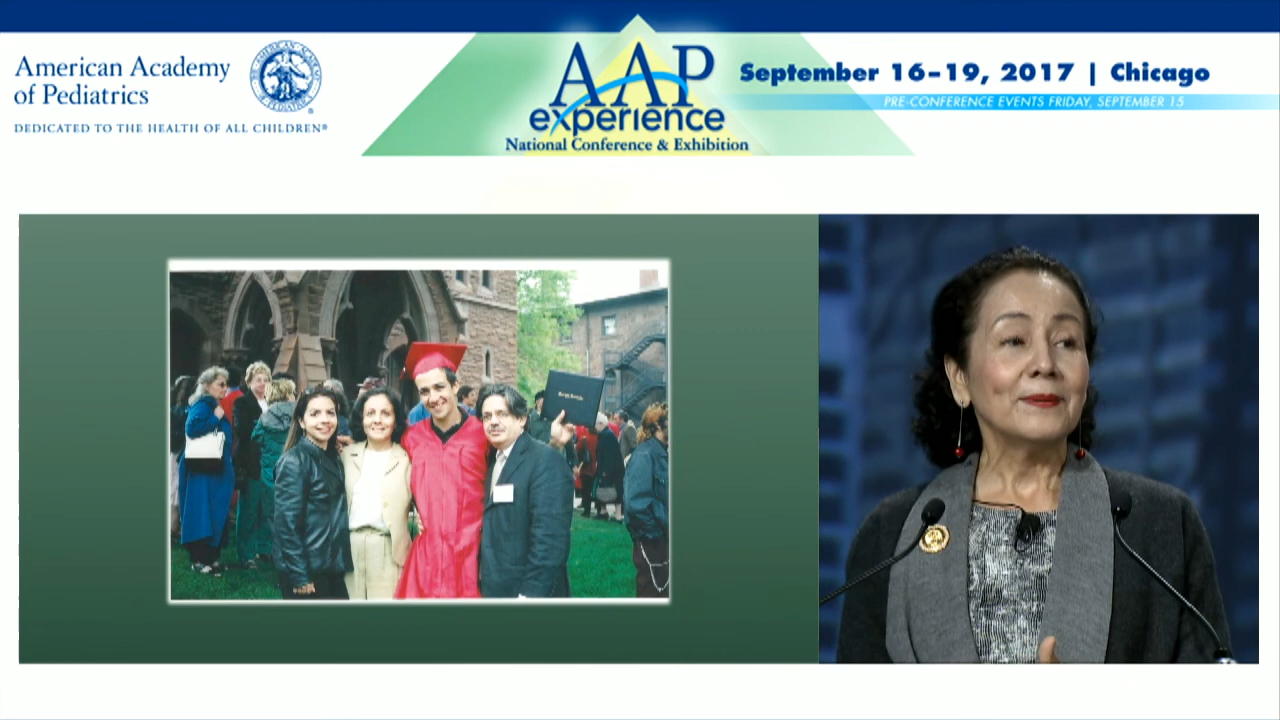 American Academy
of Pediatrics
DEDICATED TO THE HEALTH OF ALL CHILDREN®
AAP
experience
National Conference & Exhibition
September 16–19, 2017 | Chicago
PRE-CONFERENCE EVENTS FRIDAY, SEPTEMBER 15